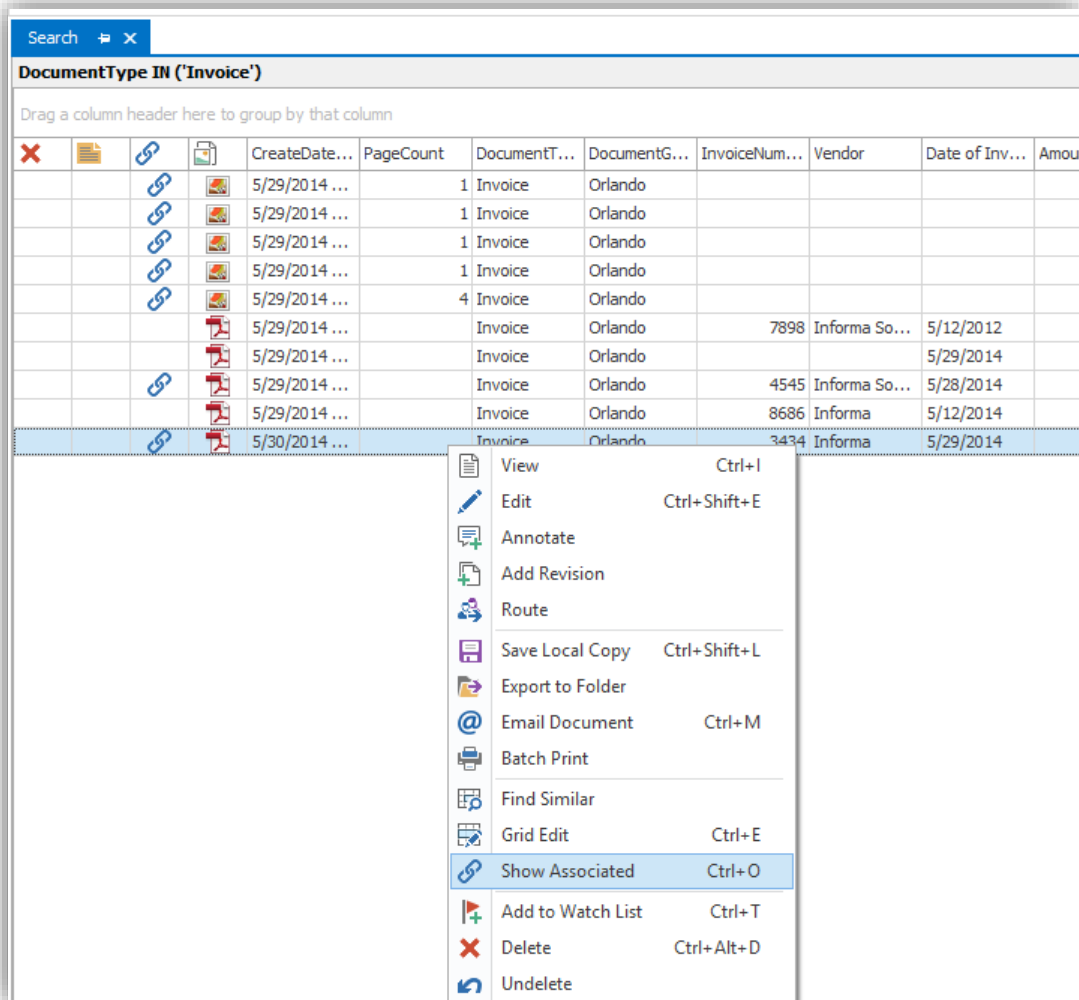 Search
DocumentType IN ('Invoice')
Drag a column header here to group by that column
CreateDate... PageCount DocumentT... DocumentG... InvoiceNum... Vendor Date of Inv... Amou
5/29/2014 ... 1 Invoice Orlando
5/29/2014 ... 1 Invoice Orlando
5/29/2014 ... 1 Invoice Orlando
5/29/2014 ... 1 Invoice Orlando
5/29/2014 ... 4 Invoice Orlando
5/29/2014 ... Invoice Orlando 7898 Informa So... 5/12/2012
5/29/2014 ... Invoice Orlando 5/29/2014
5/29/2014 ... Invoice Orlando 4545 Informa So... 5/28/2014
5/29/2014 ... Invoice Orlando 8686 Informa 5/12/2014
5/30/2014 ... Invoice Orlando 3434 Informa 5/29/2014
View Ctrl+I
Edit Ctrl+Shift+E
Annotate
Add Revision
Route
Save Local Copy Ctrl+Shift+L
Export to Folder
Email Document Ctrl+M
Batch Print
Find Similar
Grid Edit Ctrl+E
Show Associated Ctrl+O
Add to Watch List Ctrl+T
Delete Ctrl+Alt+D
Undelete